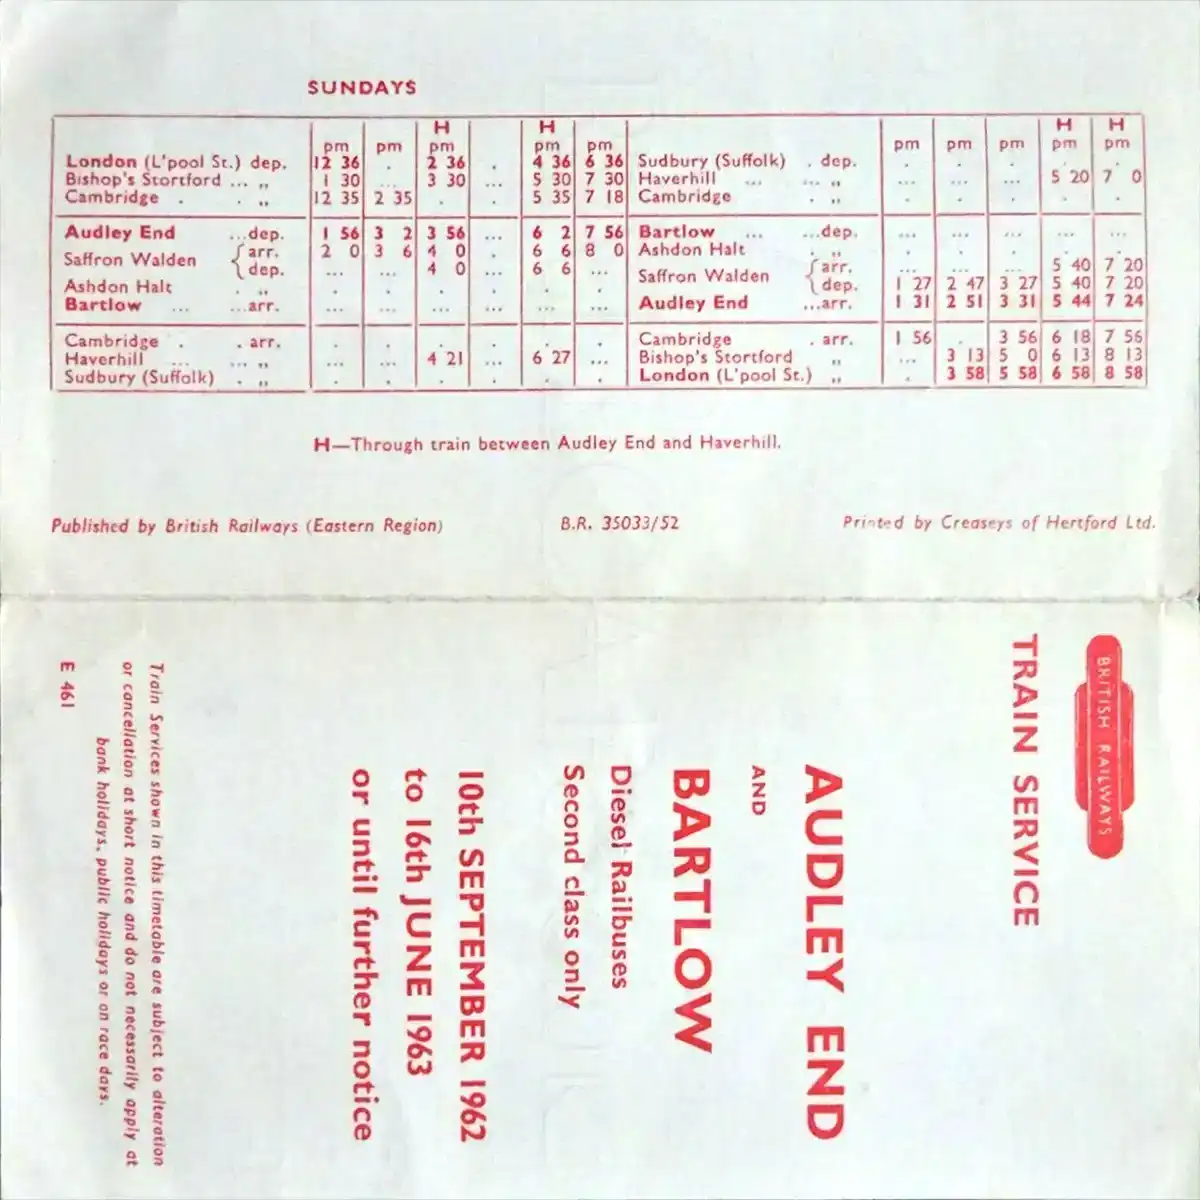 SUNDAYS
H H H H
pm pm pm pm pm pm pm pm pm pm
London (L'pool St.) dep. 12 36 . 2 36 . 4 36 6 36 Sudbury (Suffolk) . dep. . . . . .
Bishop's Stortford ... „ 1 30 ... 3 30 ... 5 30 7 30 Haverhill ... ... „ ... ... ... 5 20 7 0
Cambridge . . „ 12 35 2 35 . . 5 35 7 18 Cambridge . „ . . . . .
Audley End ...dep. 1 56 3 2 3 56 ... 6 2 7 56 Bartlow ... ...dep. ... ... ... ... ...
Saffron Walden { arr. 2 0 3 6 4 0 . 6 6 8 0 Ashdon Halt . „ . . . . .
dep. ... ... 4 0 ... 6 6 ... Saffron Walden { arr. ... ... ... 5 40 7 20
Ashdon Halt . „ . . . . . . dep. 1 27 2 47 3 27 5 40 7 20
Bartlow ... ...arr. ... ... ... ... ... ... Audley End ...arr. 1 31 2 51 3 31 5 44 7 24
Cambridge . . arr. . . . . . . Cambridge . arr. 1 56 . 3 56 6 18 7 56
Haverhill ... ... „ ... ... 4 21 ... 6 27 ... Bishop's Stortford „ ... 3 13 5 0 6 13 8 13
Sudbury (Suffolk) . „ . . . . . . London (L'pool St.) „ . 3 58 5 58 6 58 8 58
H—Through train between Audley End and Haverhill.
Published by British Railways (Eastern Region) B.R. 35033/52 Printed by Creaseys of Hertford Ltd.
BRITISH RAILWAYS
TRAIN SERVICE
AUDLEY END
AND
BARTLOW
Diesel Railbuses
Second class only
10th SEPTEMBER 1962
to 16th JUNE 1963
or until further notice
Train Services shown in this timetable are subject to alteration
or cancellation at short notice and do not necessarily apply at
bank holidays, public holidays or on race days.
E 461